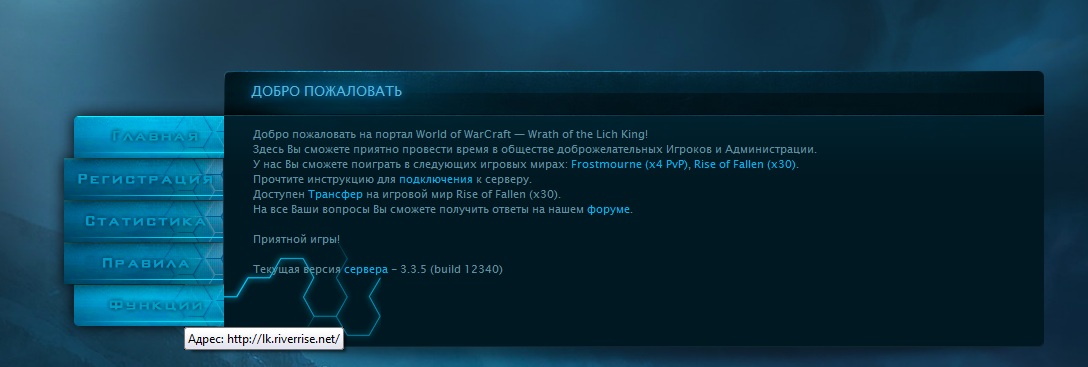 ДОБРО ПОЖАЛОВАТЬ
Главная
Регистрация
Статистика
Правила
Функции
Добро пожаловать на портал World of WarCraft — Wrath of the Lich King!
Здесь Вы сможете приятно провести время в обществе доброжелательных Игроков и Администрации.
У нас Вы сможете поиграть в следующих игровых мирах: Frostmourne (x4 PvP), Rise of Fallen (x30).
Прочтите инструкцию для подключения к серверу.
Доступен Трансфер на игровой мир Rise of Fallen (x30).
На все Ваши вопросы Вы сможете получить ответы на нашем форуме.
Приятной игры!
Текущая версия сервера – 3.3.5 (build 12340)
Адрес: http://lk.riverrise.net/